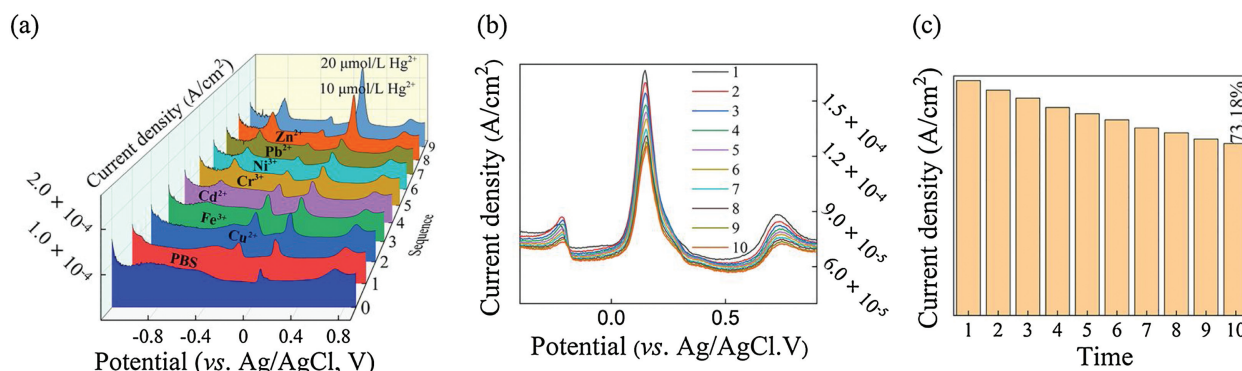 (a)
Current density (A/cm²)
20 μmol/L Hg²⁺
10 μmol/L Hg²⁺
Zn²⁺
Pb²⁺
Ni³⁺
Cr³⁺
Cd²⁺
Fe³⁺
Cu²⁺
PBS
2.0 × 10⁻⁴
1.0 × 10⁻⁴
9
8
7
6
5
4
3
2
1
0
Sequence
-0.8 -0.4 0 0.4 0.8
Potential (vs. Ag/AgCl, V)
(b)
Current density (A/cm²)
1
2
3
4
5
6
7
8
9
10
1.5 × 10⁻⁴
1.2 × 10⁻⁴
9.0 × 10⁻⁵
6.0 × 10⁻⁵
0.0 0.5
Potential (vs. Ag/AgCl.V)
(c)
Current density (A/cm²)
73.18%
1 2 3 4 5 6 7 8 9 10
Time